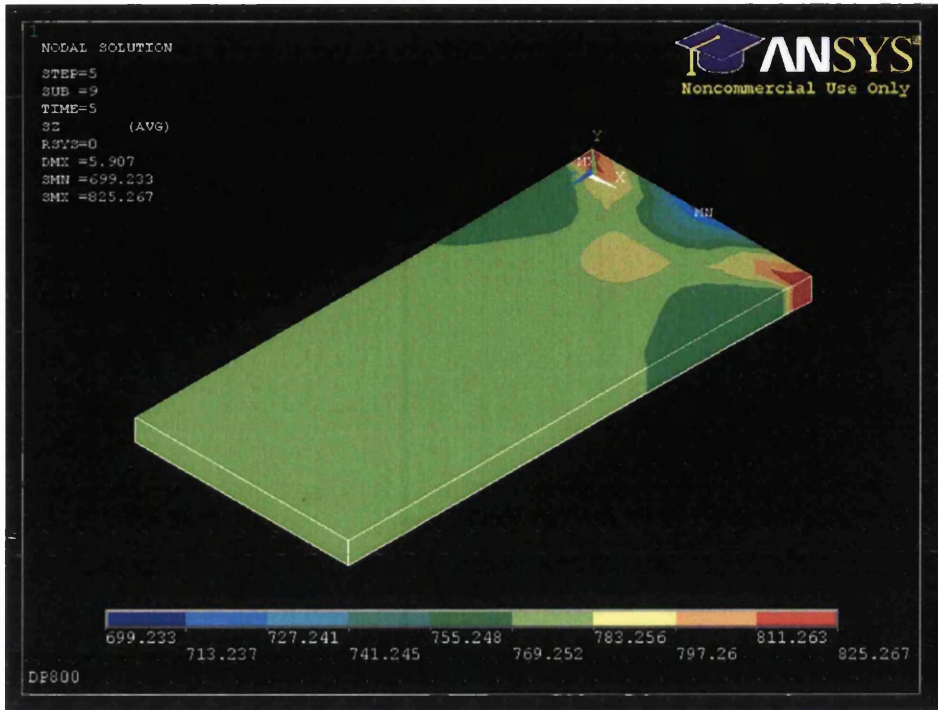 1
NODAL SOLUTION
STEP=5
SUB =9
TIME=5
SZ (AVG)
RSYS=0
DMX =5.907
SMN =699.233
SMX =825.267
ANSYS®
Noncommercial Use Only
Y
MX
X
MN
699.233 727.241 755.248 783.256 811.263
713.237 741.245 769.252 797.26 825.267
DP800